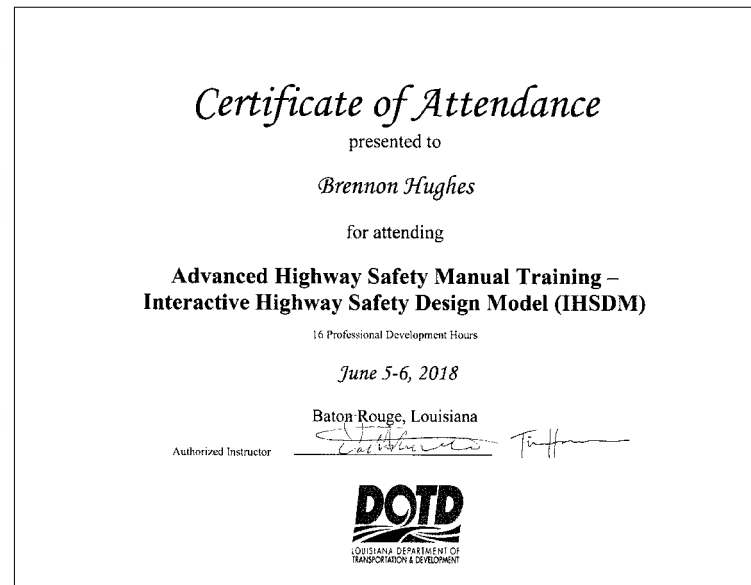 Certificate of Attendance
presented to
Brennon Hughes
for attending
Advanced Highway Safety Manual Training –
Interactive Highway Safety Design Model (IHSDM)
16 Professional Development Hours
June 5-6, 2018
Baton Rouge, Louisiana
Authorized Instructor
DOTD
LOUISIANA DEPARTMENT OF
TRANSPORTATION & DEVELOPMENT